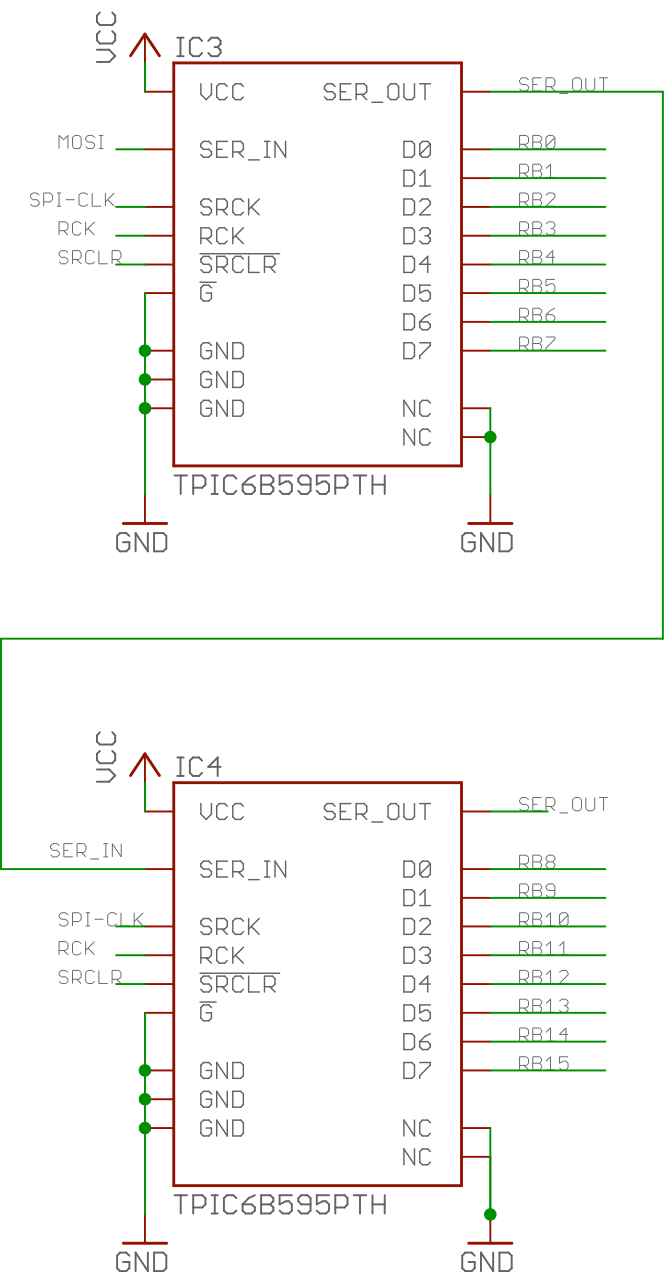 VCC
IC3
VCC SER_OUT SER_OUT
MOSI SER_IN D0 RB0
D1 RB1
SPI-CLK SRCK D2 RB2
RCK RCK D3 RB3
SRCLR SRCLR D4 RB4
G D5 RB5
D6 RB6
GND D7 RB7
GND
GND NC
NC
TPIC6B595PTH
GND GND
VCC
IC4
VCC SER_OUT SER_OUT
SER_IN SER_IN D0 RB8
D1 RB9
SPI-CLK SRCK D2 RB10
RCK RCK D3 RB11
SRCLR SRCLR D4 RB12
G D5 RB13
D6 RB14
GND D7 RB15
GND
GND NC
NC
TPIC6B595PTH
GND GND